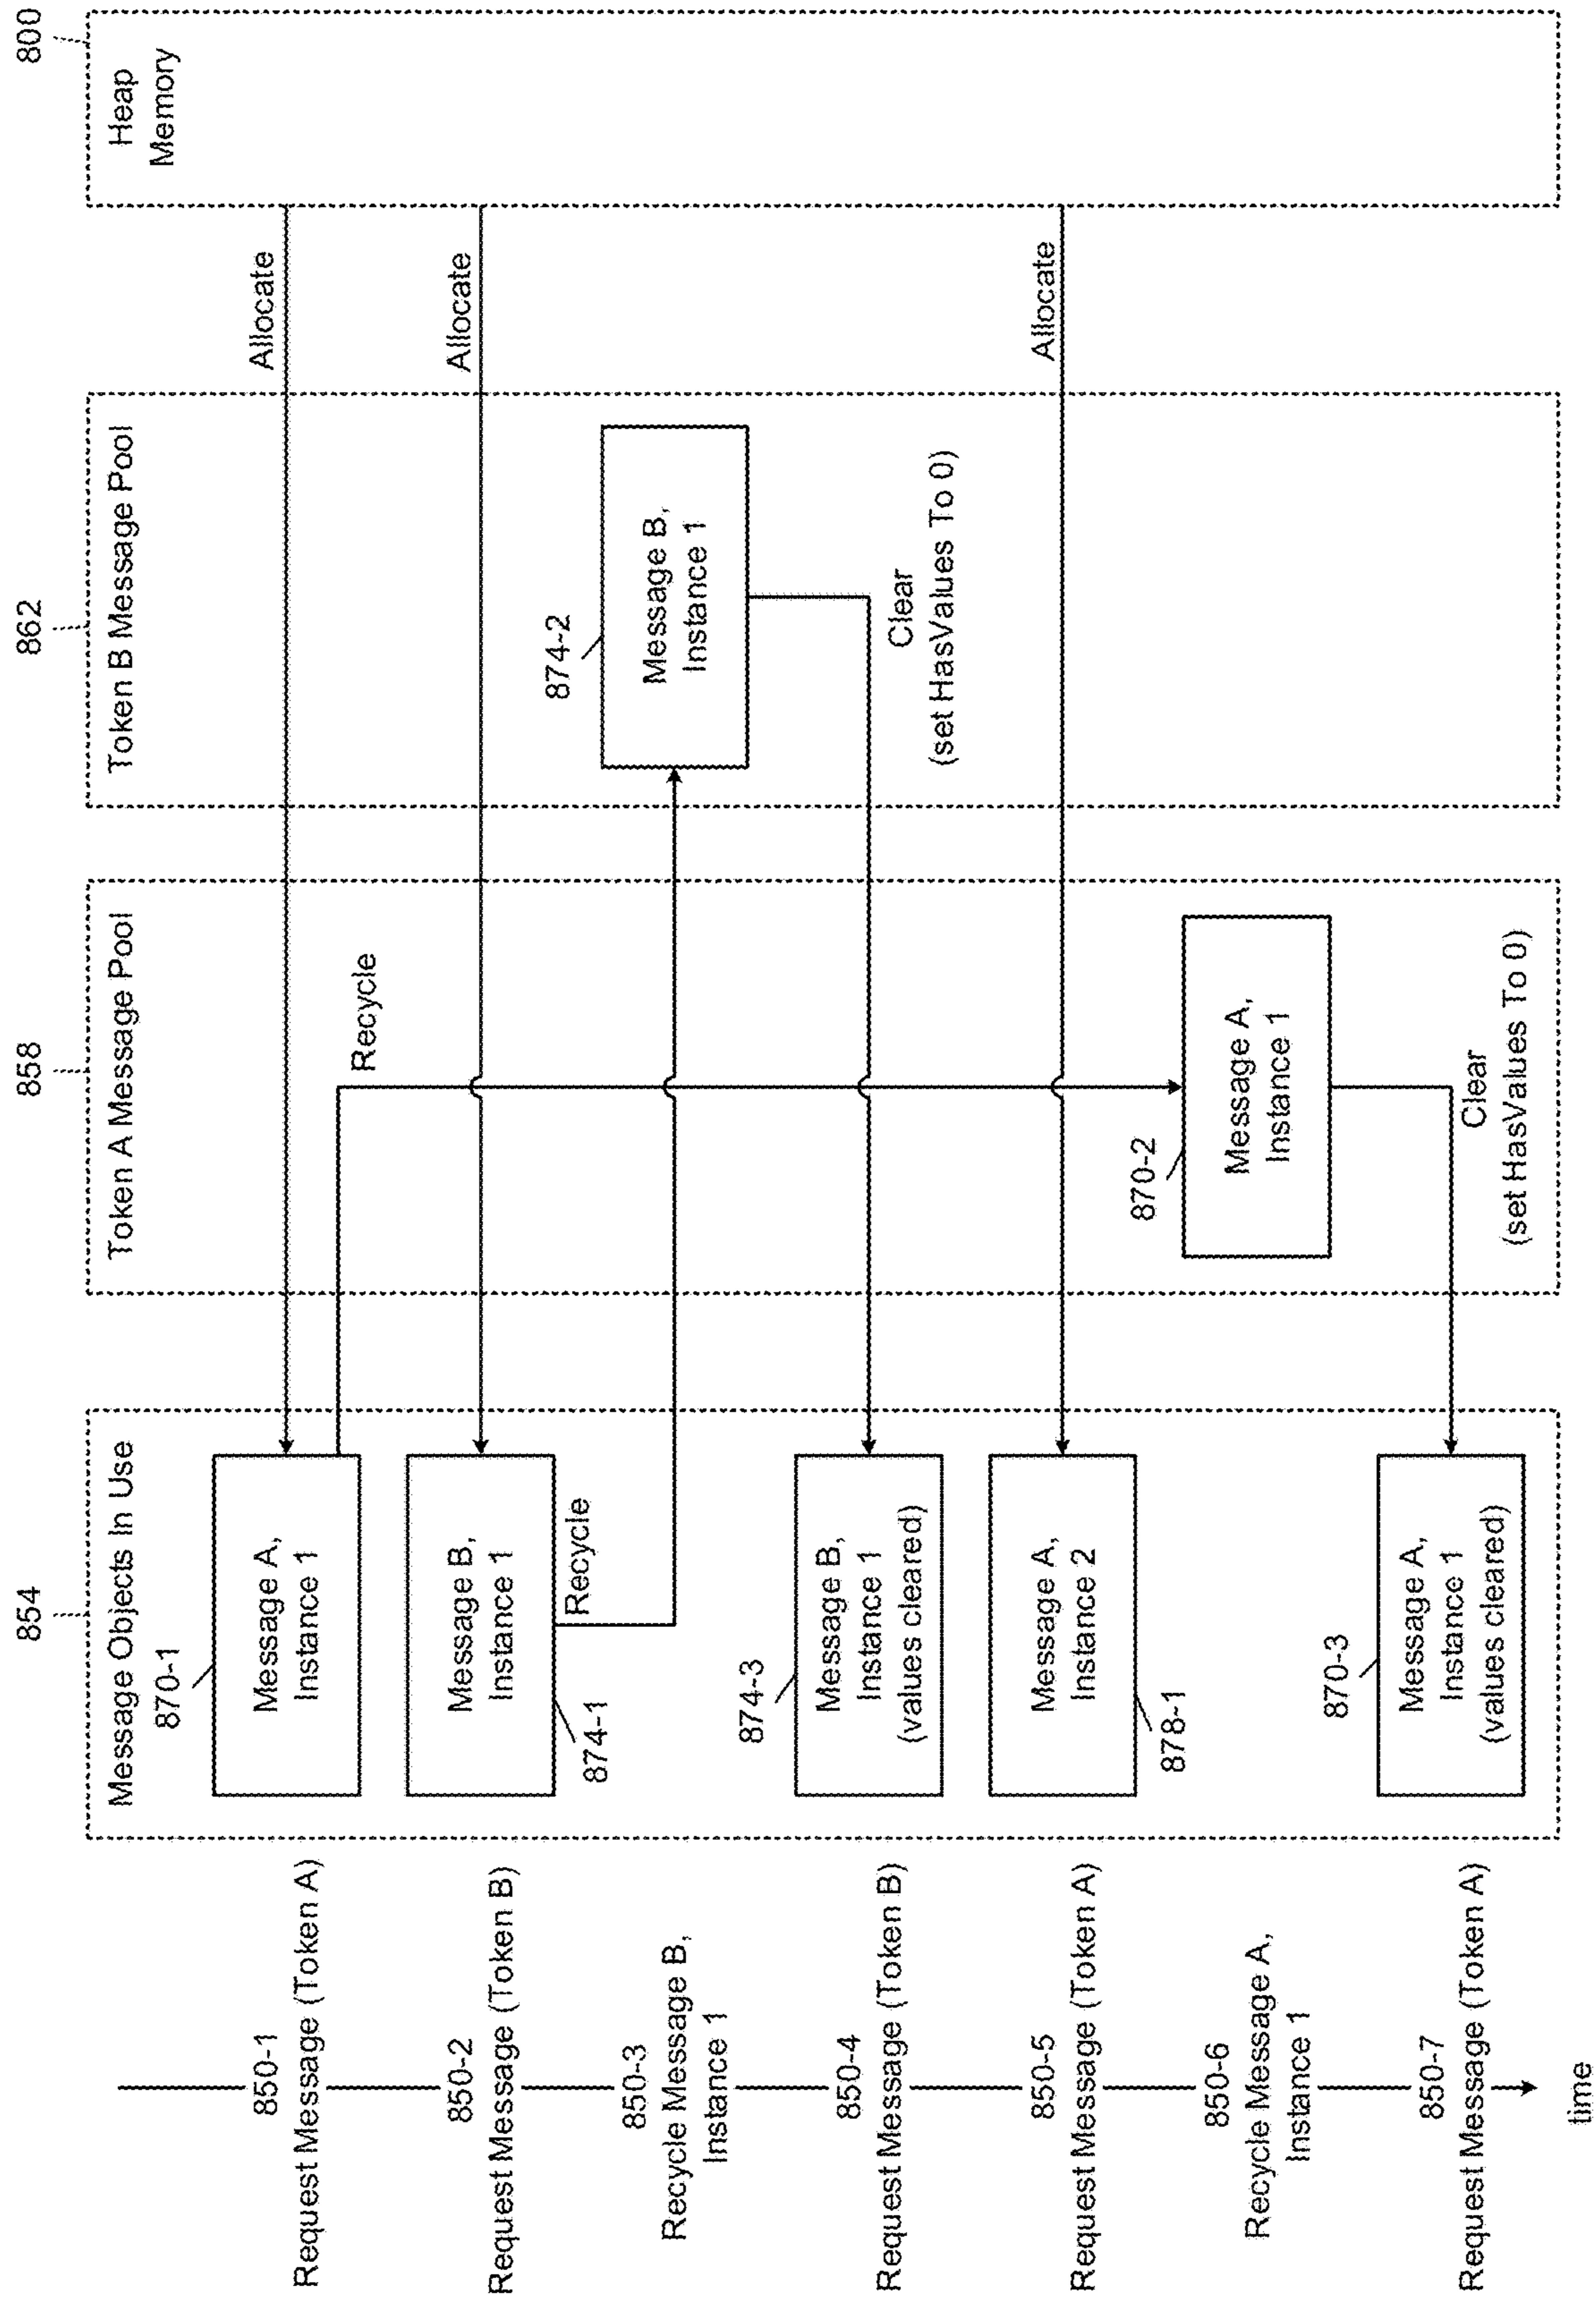 850-1
Request Message (Token A)
850-2
Request Message (Token B)
850-3
Recycle Message B,
Instance 1
850-4
Request Message (Token B)
850-5
Request Message (Token A)
850-6
Recycle Message A,
Instance 1
850-7
Request Message (Token A)
time
854
Message Objects In Use
870-1
Message A,
Instance 1
Message B,
Instance 1
874-1
Recycle
874-3
Message B,
Instance 1
(values cleared)
Message A,
Instance 2
878-1
870-3
Message A,
Instance 1
(values cleared)
858
Token A Message Pool
Recycle
870-2
Message A,
Instance 1
Clear
(set HasValues To 0)
862
Token B Message Pool
874-2
Message B,
Instance 1
Clear
(set HasValues To 0)
Allocate
Allocate
Allocate
800
Heap
Memory